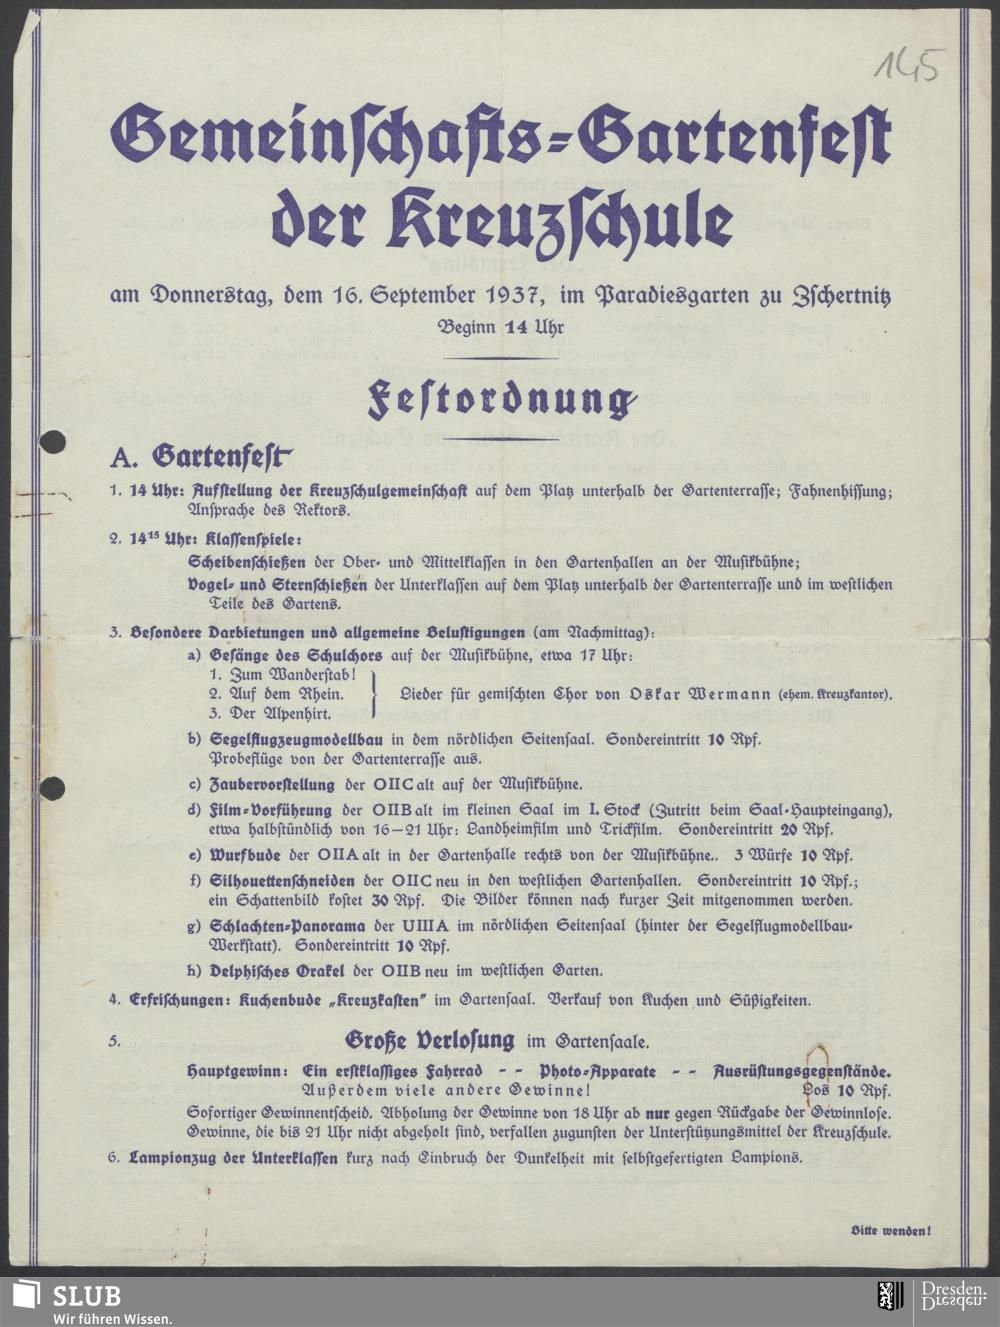 145
Gemeinschafts-Gartenfest
der Kreuzschule
am Donnerstag, dem 16. September 1937, im Paradiesgarten zu Zschertnitz
Beginn 14 Uhr
Festordnung
A. Gartenfest
1. 14 Uhr: Aufstellung der Kreuzschulgemeinschaft auf dem Platz unterhalb der Gartenterrasse; Fahnenhissung;
Ansprache des Rektors.
2. 14¹⁵ Uhr: Klassenspiele:
Scheibenschießen der Ober- und Mittelklassen in den Gartenhallen an der Musikbühne;
Vogel- und Sternschießen der Unterklassen auf dem Platz unterhalb der Gartenterrasse und im westlichen
Teile des Gartens.
3. Besondere Darbietungen und allgemeine Belustigungen (am Nachmittag):
a) Gesänge des Schulchors auf der Musikbühne, etwa 17 Uhr:
1. Zum Wanderstab!
2. Auf dem Rhein. Lieder für gemischten Chor von Oskar Wermann (ehem. Kreuzkantor).
3. Der Alpenhirt.
b) Segelflugzeugmodellbau in dem nördlichen Seitensaal. Sondereintritt 10 Rpf.
Probeflüge von der Gartenterrasse aus.
c) Zaubervorstellung der OIIC alt auf der Musikbühne.
d) Film-Vorführung der OIIB alt im kleinen Saal im I. Stock (Zutritt beim Saal-Haupteingang),
etwa halbstündlich von 16—21 Uhr: Landheimfilm und Trickfilm. Sondereintritt 20 Rpf.
e) Wurfbude der OIIA alt in der Gartenhalle rechts von der Musikbühne.. 3 Würfe 10 Rpf.
f) Silhouettenschneiden der OIIC neu in den westlichen Gartenhallen. Sondereintritt 10 Rpf.;
ein Schattenbild kostet 30 Rpf. Die Bilder können nach kurzer Zeit mitgenommen werden.
g) Schlachten-Panorama der UIIIA im nördlichen Seitensaal (hinter der Segelflugmodellbau-
Werkstatt). Sondereintritt 10 Rpf.
h) Delphisches Orakel der OIIB neu im westlichen Garten.
4. Erfrischungen: Kuchenbude „Kreuzkasten" im Gartensaal. Verkauf von Kuchen und Süßigkeiten.
5. Große Verlosung im Gartensaale.
Hauptgewinn: Ein erstklassiges Fahrrad - - Photo-Apparate - - Ausrüstungsgegenstände.
Außerdem viele andere Gewinne! Los 10 Rpf.
Sofortiger Gewinnentscheid. Abholung der Gewinne von 18 Uhr ab nur gegen Rückgabe der Gewinnlose.
Gewinne, die bis 21 Uhr nicht abgeholt sind, verfallen zugunsten der Unterstützungsmittel der Kreuzschule.
6. Lampionzug der Unterklassen kurz nach Einbruch der Dunkelheit mit selbstgefertigten Lampions.
Bitte wenden!
SLUB
Wir führen Wissen.
Dresden.
Dresden.